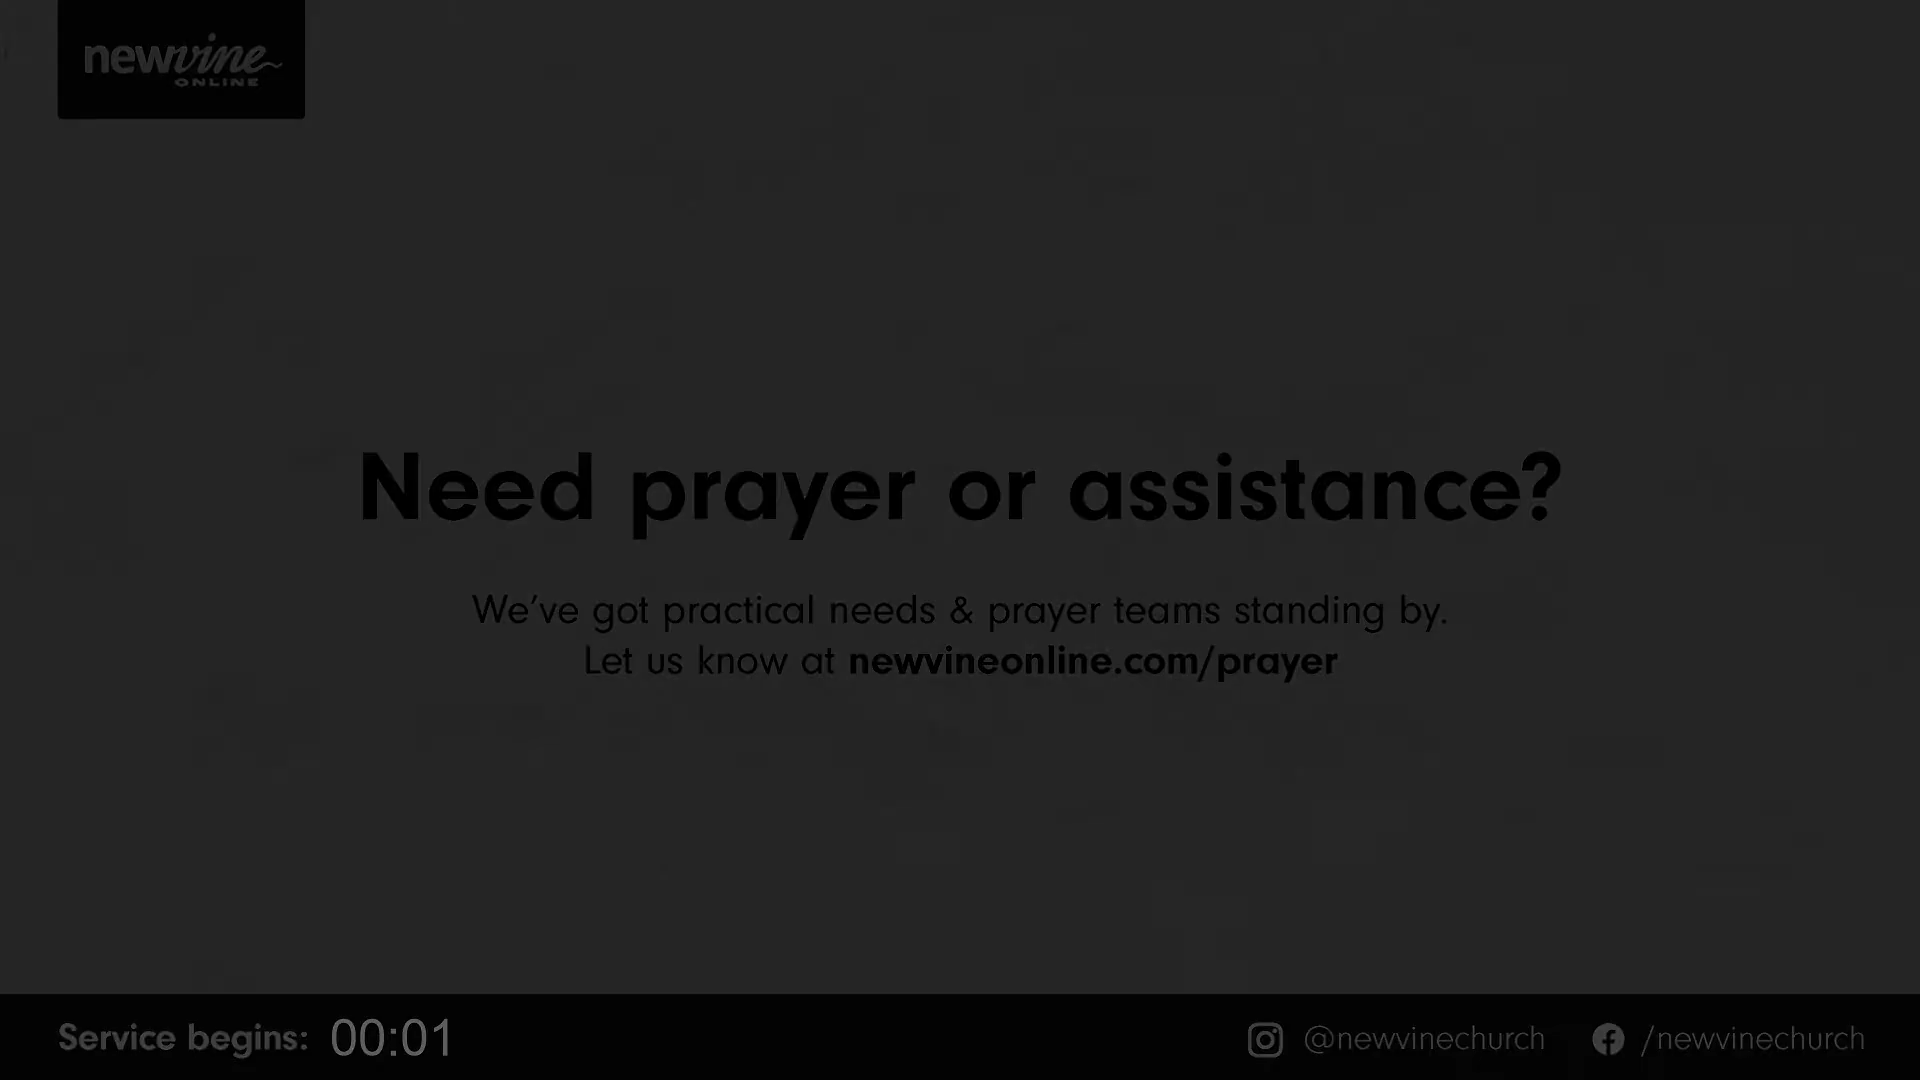 newvine
ONLINE
Need prayer or assistance?
We’ve got practical needs & prayer teams standing by.
Let us know at newvineonline.com/prayer
Service begins: 00:01
@newvinechurch
/newvinechurch